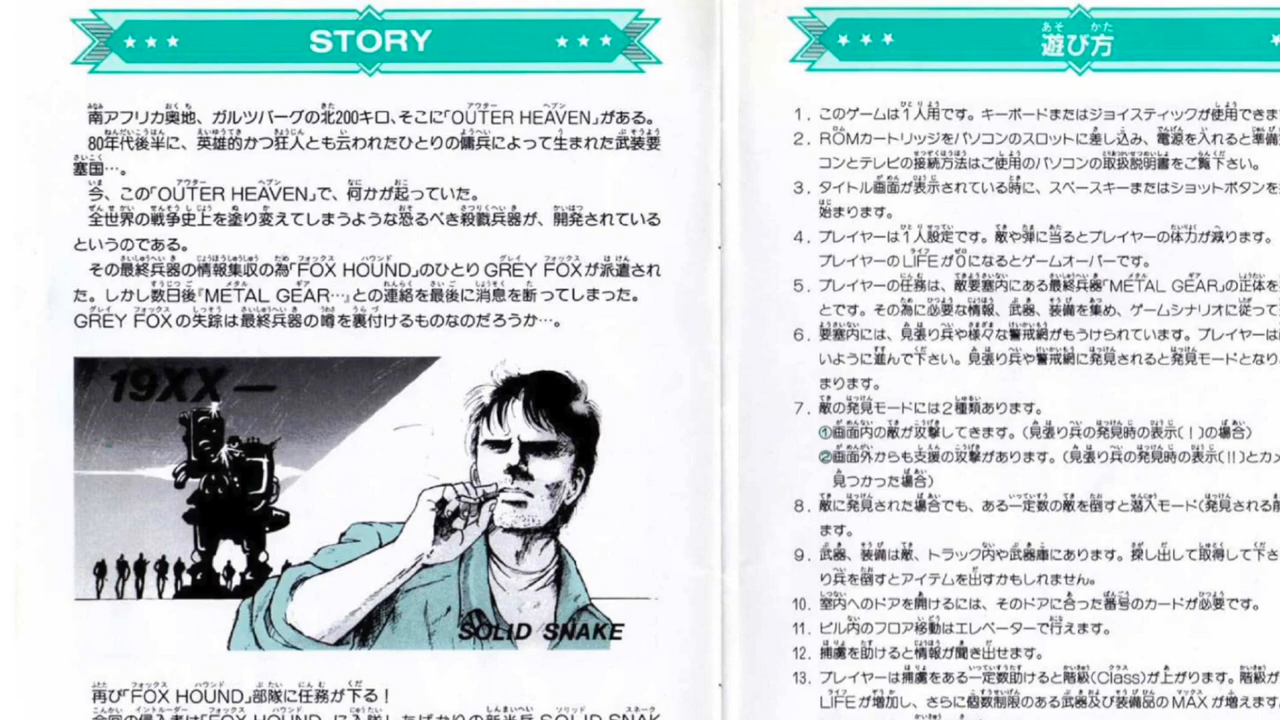 STORY
南アフリカ奥地、ガルツバーグの北200キロ、そこに「OUTER HEAVEN」がある。
80年代後半に、英雄的かつ狂人とも云われたひとりの傭兵によって生まれた武装要
塞国…。
今、この「OUTER HEAVEN」で、何かが起っていた。
全世界の戦争史上を塗り変えてしまうような恐るべき殺戮兵器が、開発されている
というのである。
その最終兵器の情報集収の為「FOX HOUND」のひとりGREY FOXが派遣され
た。しかし数日後『METAL GEAR…』との連絡を最後に消息を断ってしまった。
GREY FOXの失踪は最終兵器の噂を裏付けるものなのだろうか…。
19XX—
SOLID SNAKE
再び「FOX HOUND」部隊に任務が下る！
今回の侵入者は「FOX HOUND」に入隊したばかりの新米兵 SOLID SNAK
遊び方
1. このゲームは1人用です。キーボードまたはジョイスティックが使用できま
2. ROMカートリッジをパソコンのスロットに差し込み、電源を入れると準備
コンとテレビの接続方法はご使用のパソコンの取扱説明書をご覧下さい。
3. タイトル画面が表示されている時に、スペースキーまたはショットボタンを
始まります。
4. プレイヤーは1人設定です。敵や弾に当るとプレイヤーの体力が減ります。
プレイヤーのLIFEが0になるとゲームオーバーです。
5. プレイヤーの任務は、敵要塞内にある最終兵器「METAL GEAR」の正体を
とです。その為に必要な情報、武器、装備を集め、ゲームシナリオに従って
6. 要塞内には、見張り兵や様々な警戒網がもうけられています。プレイヤーは
いように進んで下さい。見張り兵や警戒網に発見されると発見モードとなり
まります。
7. 敵の発見モードには2種類あります。
①画面内の敵が攻撃してきます。(見張り兵の発見時の表示(！)の場合)
②画面外からも支援の攻撃があります。(見張り兵の発見時の表示(!!)とカメ
見つかった場合)
8. 敵に発見された場合でも、ある一定数の敵を倒すと潜入モード(発見される前
ます。
9. 武器、装備は敵、トラック内や武器庫にあります。探し出して取得して下さ
り兵を倒すとアイテムを出すかもしれません。
10. 室内へのドアを開けるには、そのドアに合った番号のカードが必要です。
11. ビル内のフロア移動はエレベーターで行えます。
12. 捕虜を助けると情報が聞き出せます。
13. プレイヤーは捕虜をある一定数助けると階級(Class)が上がります。階級が
LIFEが増加し、さらに個数制限のある武器及び装備品のMAXが増えます